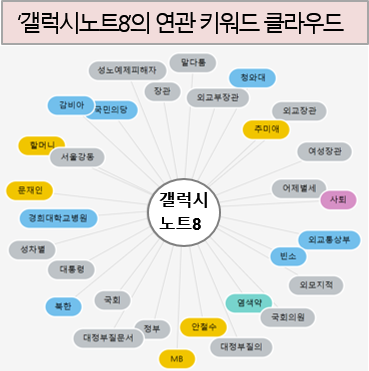 '갤럭시노트8의 연관 키워드 클라우드
말다툼
성노예제피해자
청와대
장관
외교부장관
갈비아
국민의당
외교장관
추미애
할머니
서울강동
여성장관
문재인
어제별세
사퇴
갤럭시
노트8
경희대학교병원
외교통상부
성차별
빈소
대통령
외모지적
북한
국회
염색약
국회의원
정부
안철수
대정부질문서
대정부질의
MB